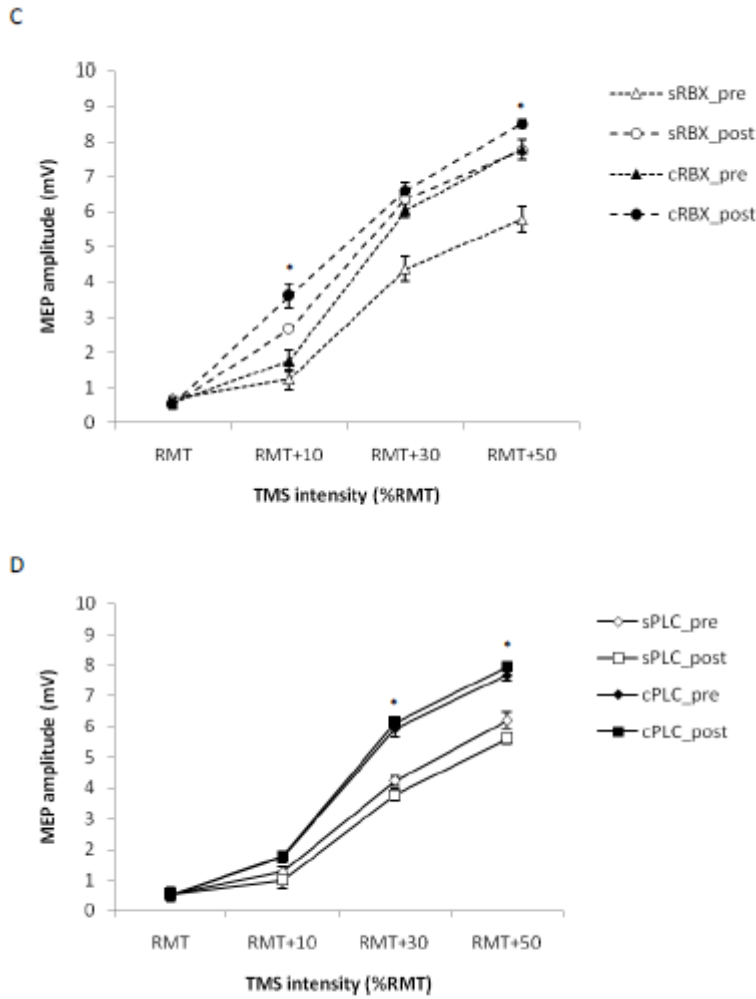 C
10
9
8
7
6
5
4
3
2
1
0
MEP amplitude (mV)
*
*
RMT RMT+10 RMT+30 RMT+50
TMS intensity (%RMT)
sRBX_pre
sRBX_post
cRBX_pre
cRBX_post
D
10
9
8
7
6
5
4
3
2
1
0
MEP amplitude (mV)
*
*
RMT RMT+10 RMT+30 RMT+50
TMS intensity (%RMT)
sPLC_pre
sPLC_post
cPLC_pre
cPLC_post